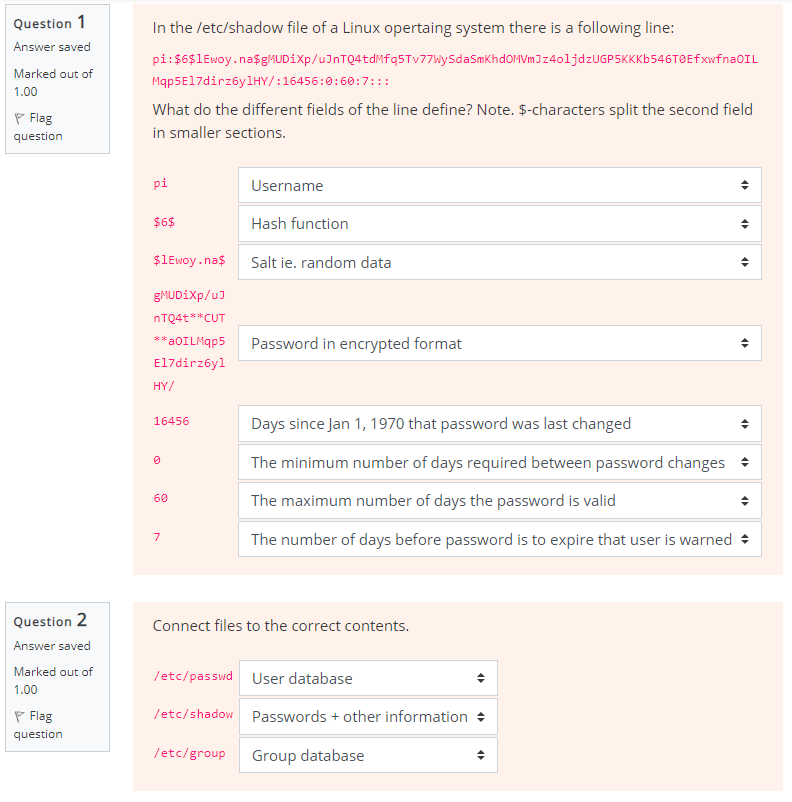 Question 1
Answer saved
Marked out of
1.00
Flag
question
In the /etc/shadow file of a Linux opertaing system there is a following line:
pi:$6$lEwoy.na$gMUDiXp/uJnTQ4tdMfq5Tv77WySdaSmKhdOMVmJz4oljdzUGP5KKKb546T0EfxwfnaOIL
Mqp5El7dirz6ylHY/:16456:0:60:7:::
What do the different fields of the line define? Note. $-characters split the second field
in smaller sections.
pi
Username
$6$
Hash function
$lEwoy.na$
Salt ie. random data
gMUDiXp/uJ
nTQ4t**CUT
**aOILMqp5
El7dirz6yl
HY/
Password in encrypted format
16456
Days since Jan 1, 1970 that password was last changed
0
The minimum number of days required between password changes
60
The maximum number of days the password is valid
7
The number of days before password is to expire that user is warned
Question 2
Answer saved
Marked out of
1.00
Flag
question
Connect files to the correct contents.
/etc/passwd
User database
/etc/shadow
Passwords + other information
/etc/group
Group database